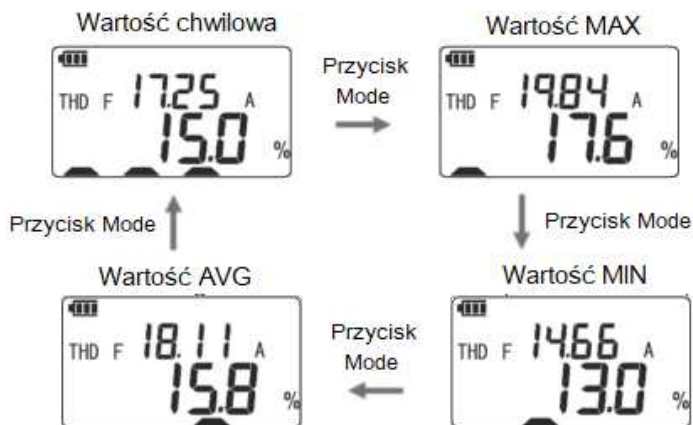 Wartość chwilowa
THD F 17.25 A
15.0 %
Przycisk
Mode
Wartość MAX
THD F 19.84 A
17.6 %
Przycisk Mode
Przycisk Mode
Wartość AVG
THD F 18.11 A
15.8 %
Przycisk
Mode
Wartość MIN
THD F 14.66 A
13.0 %